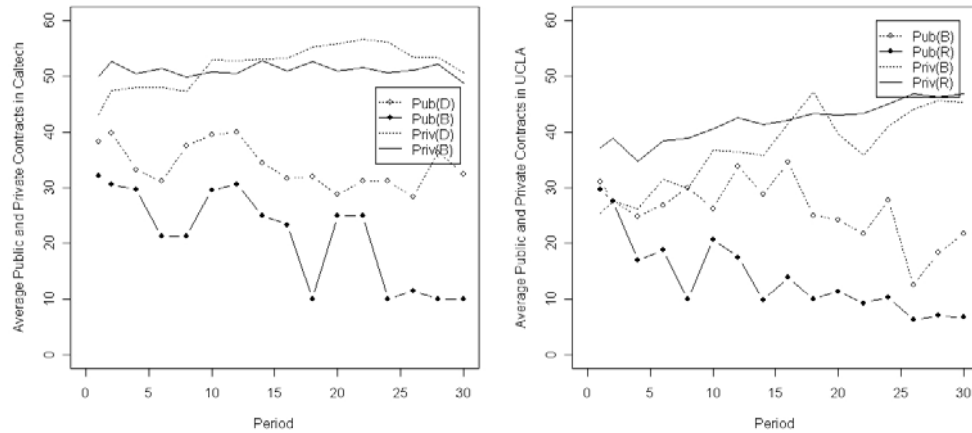 Average Public and Private Contracts in Caltech
60
50
40
30
20
10
0
Pub(D)
Pub(B)
Priv(D)
Priv(B)
0 5 10 15 20 25 30
Period
Average Public and Private Contracts in UCLA
60
50
40
30
20
10
0
Pub(B)
Pub(R)
Priv(B)
Priv(R)
0 5 10 15 20 25 30
Period